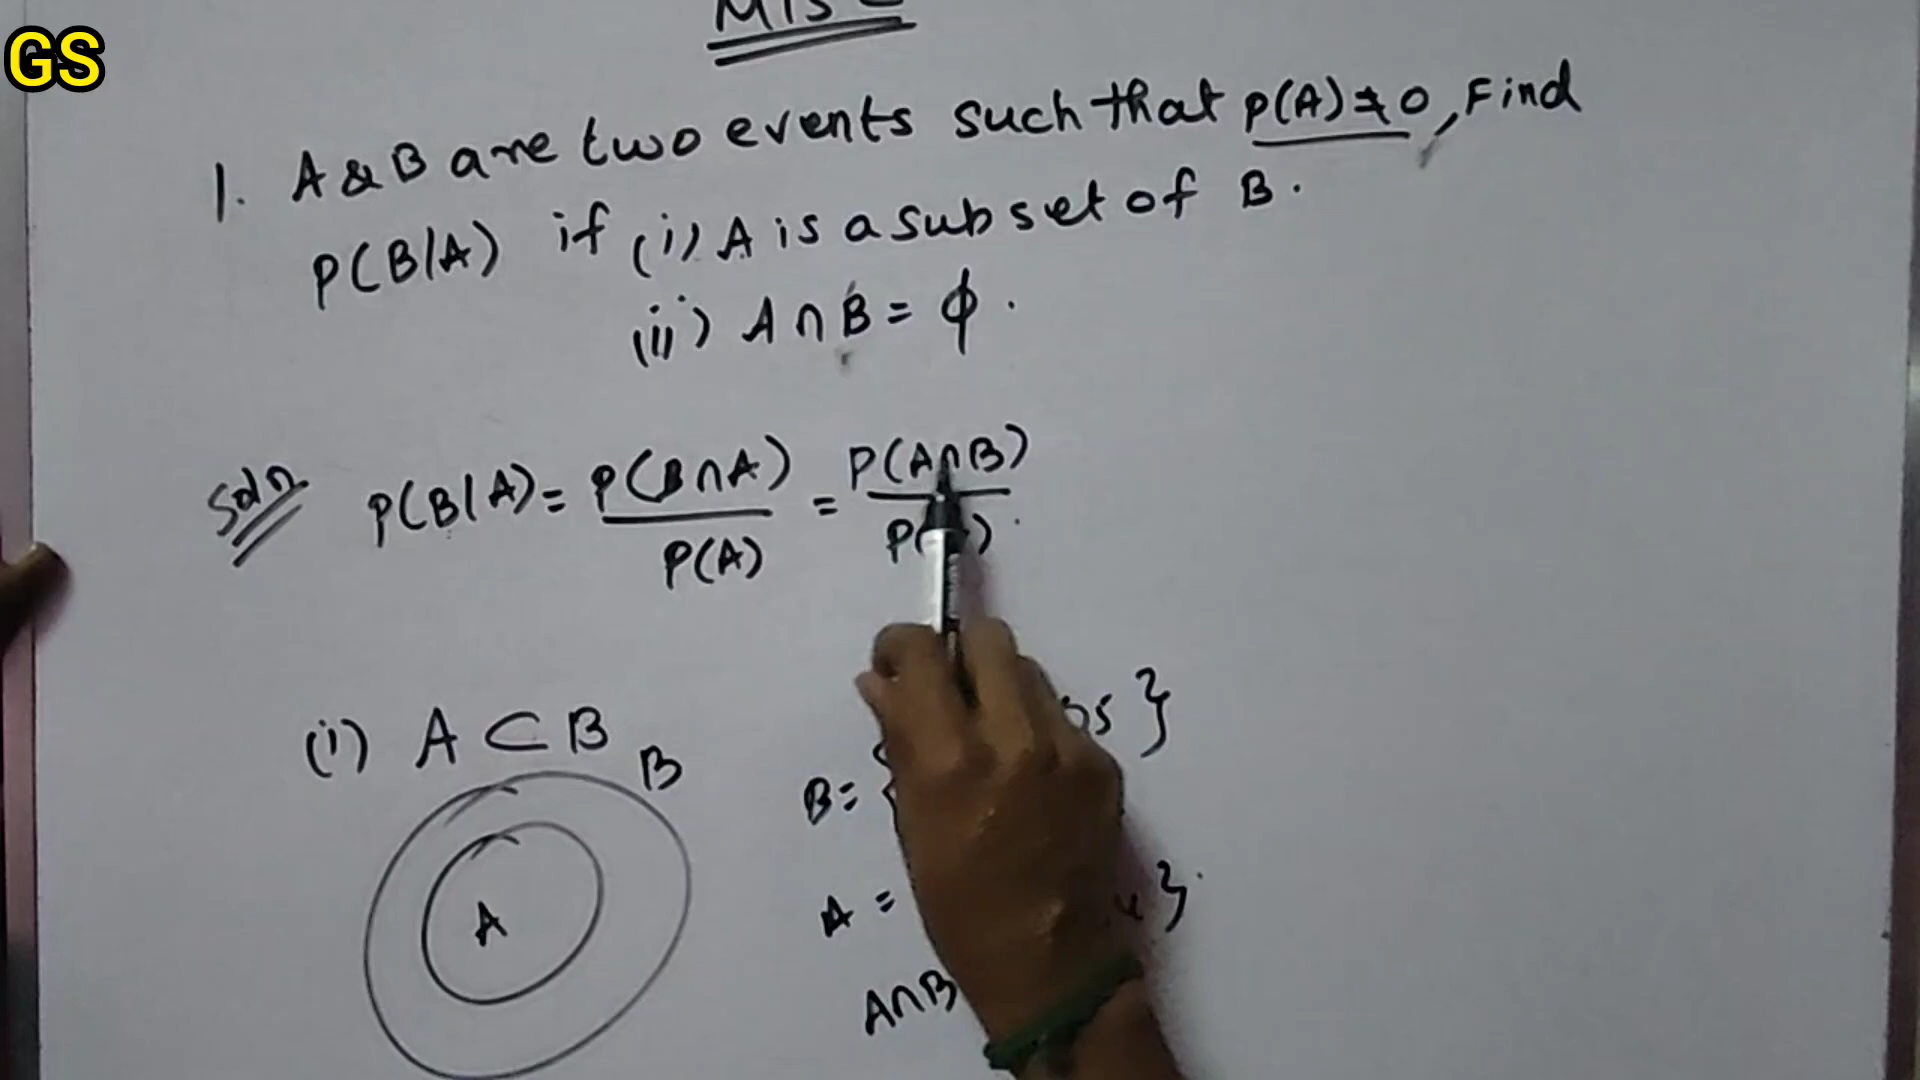 GS
1. A & B are two events such that P(A) ≠ 0, Find
P(B|A) if (i) A is a subset of B.
(ii) A ∩ B = φ.
Soln P(B|A) = P(B∩A) / P(A) = P(A∩B) / P( )
(i) A ⊂ B
B
B = { }
A
A = }
A∩B